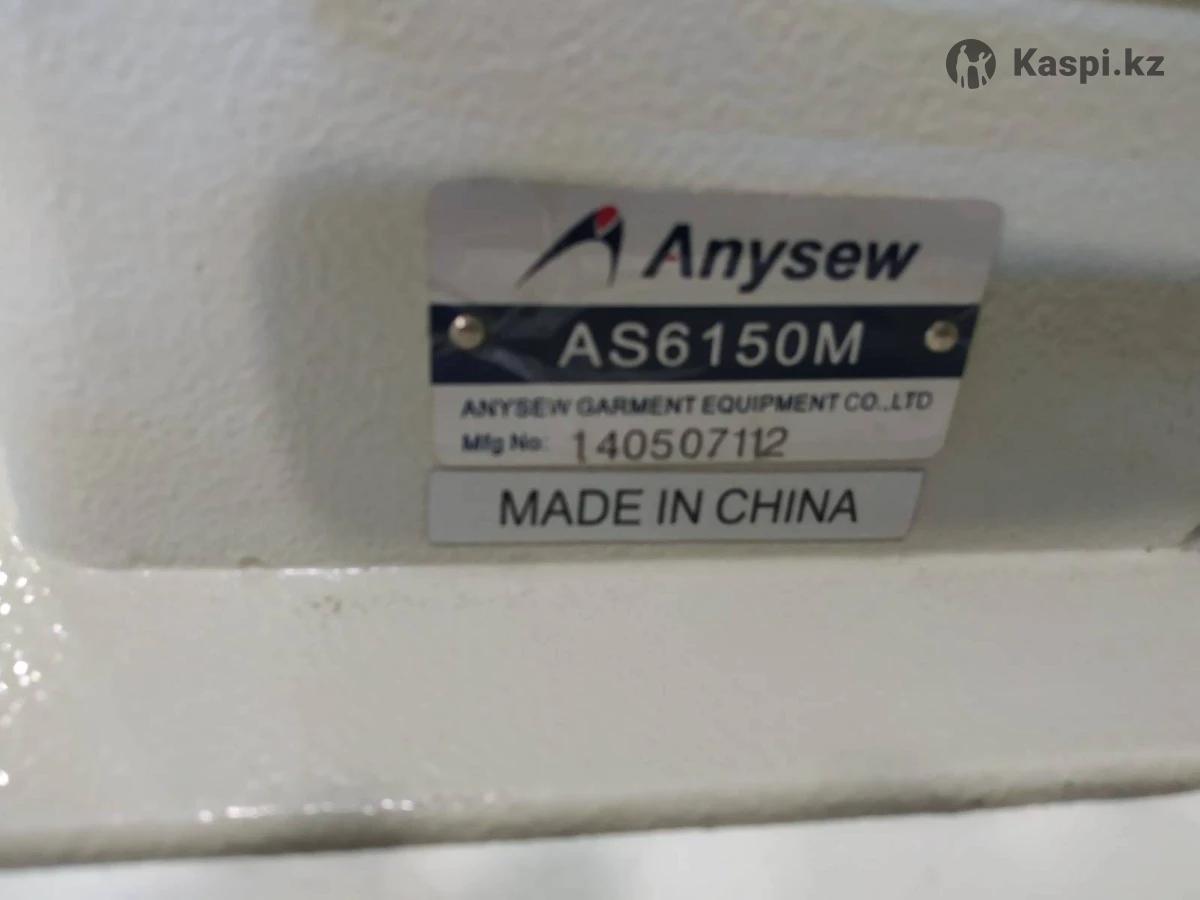 Kaspi.kz
Anysew
AS6150M
ANYSEW GARMENT EQUIPMENT CO.,LTD
Mfg No: 140507112
MADE IN CHINA